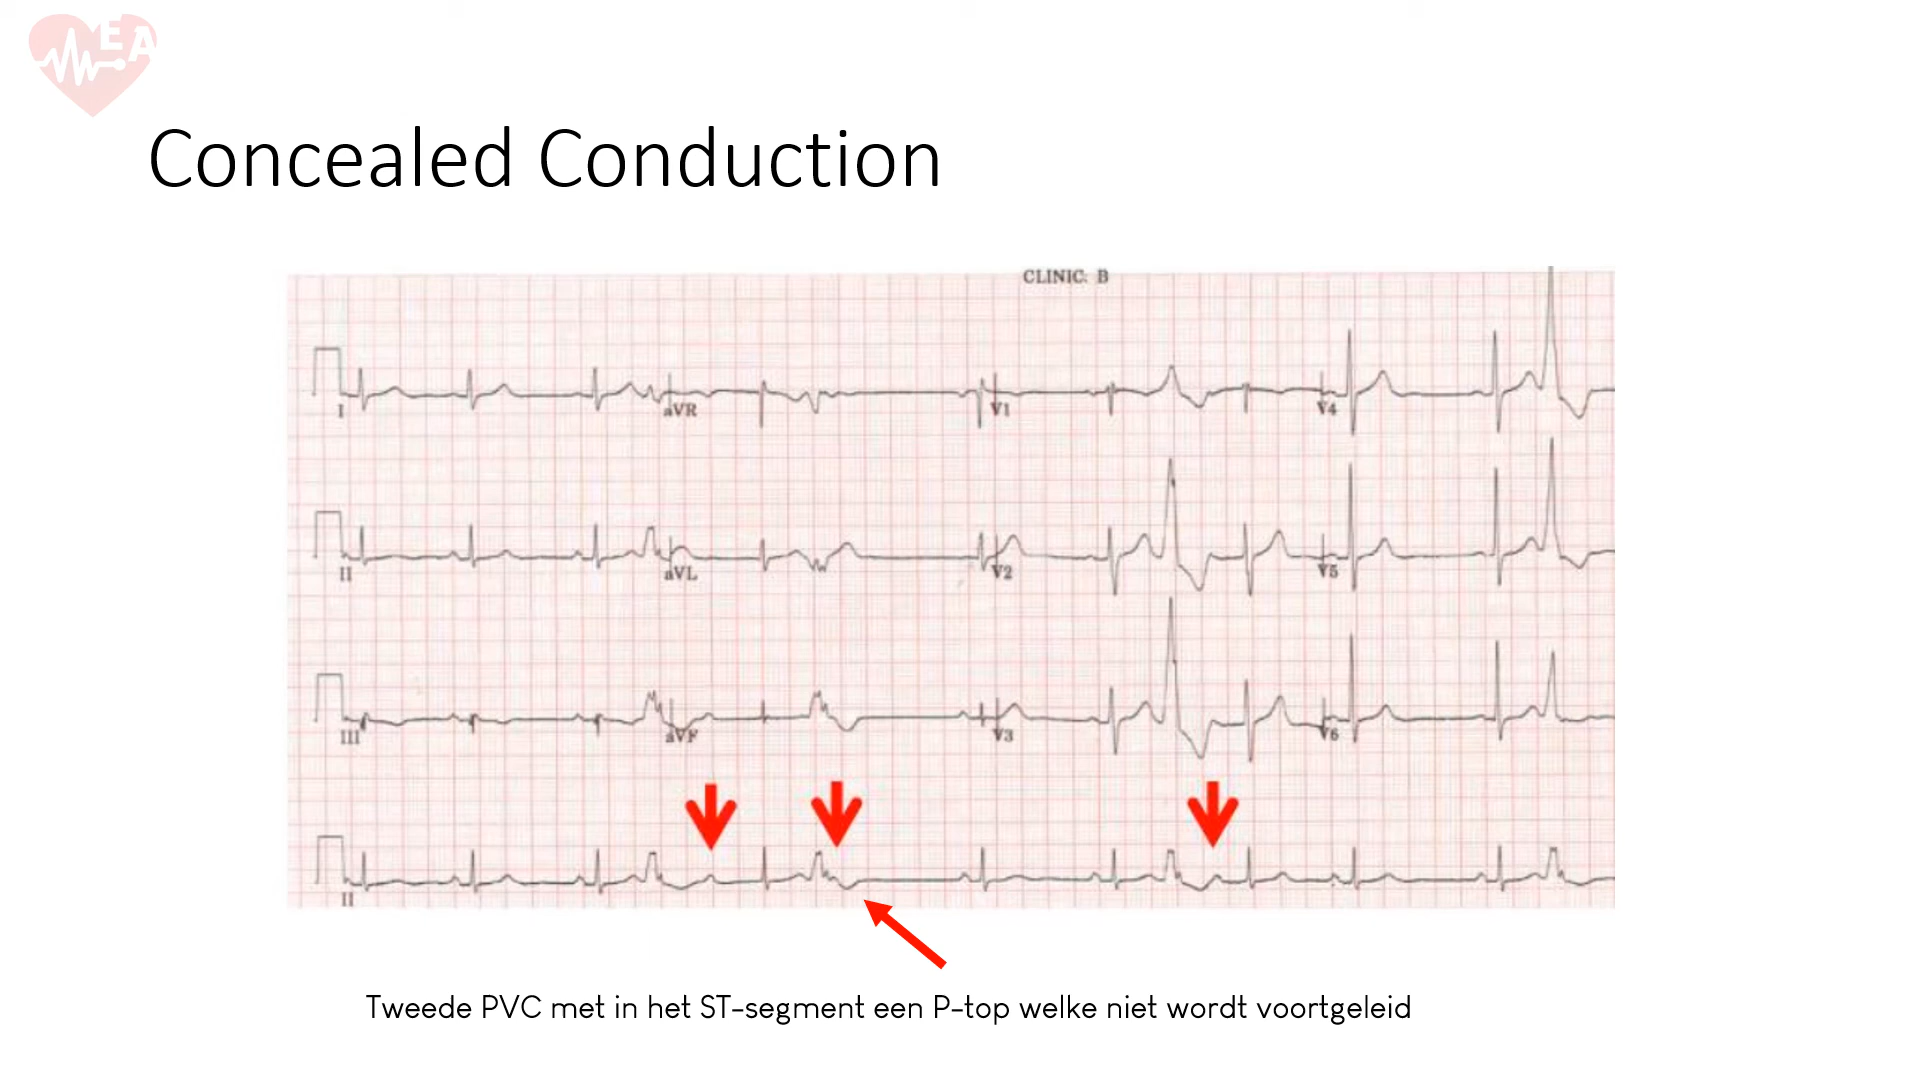 EA
Concealed Conduction
CLINIC. B
I aVR V1 V4
II aVL V2 V5
III aVF V3 V6
II
Tweede PVC met in het ST-segment een P-top welke niet wordt voortgeleid